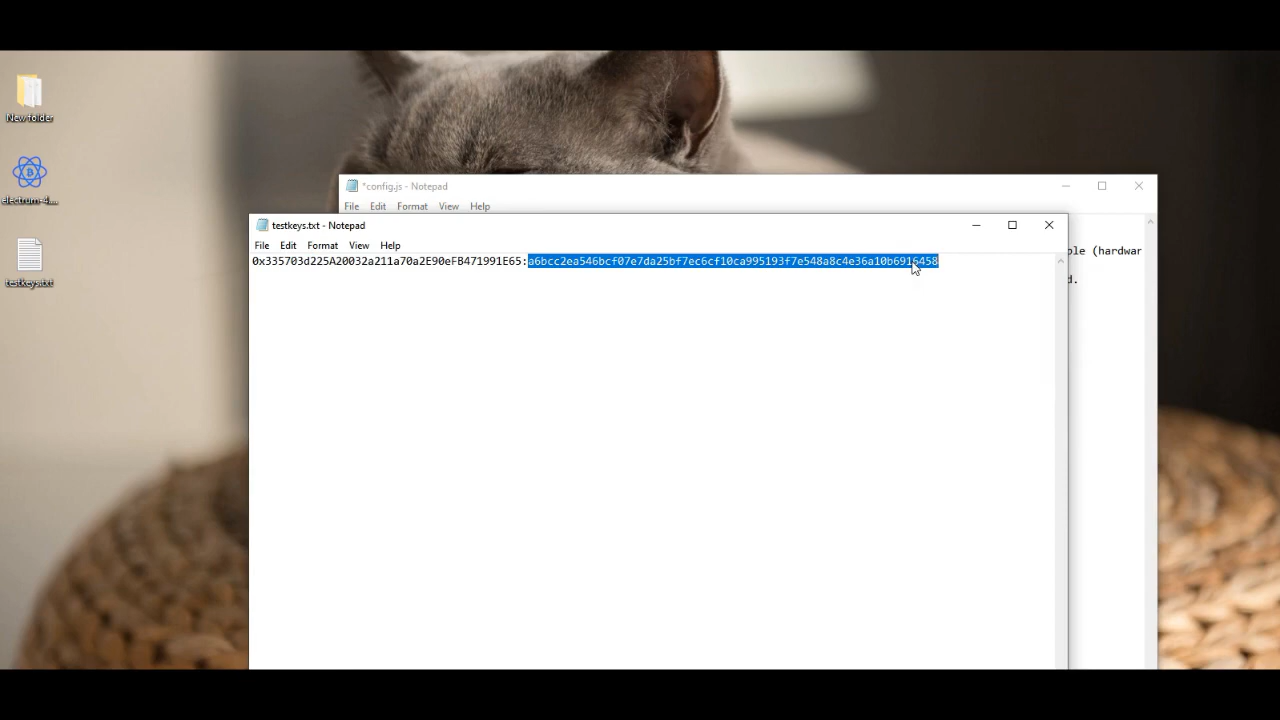 New folder
electrum-4....
testkeys.txt
*config.js - Notepad
File Edit Format View Help
ple (hardwar
d.
testkeys.txt - Notepad
File Edit Format View Help
0x335703d225A20032a211a70a2E90eFB471991E65:a6bcc2ea546bcf07e7da25bf7ec6cf10ca995193f7e548a8c4e36a10b6916458